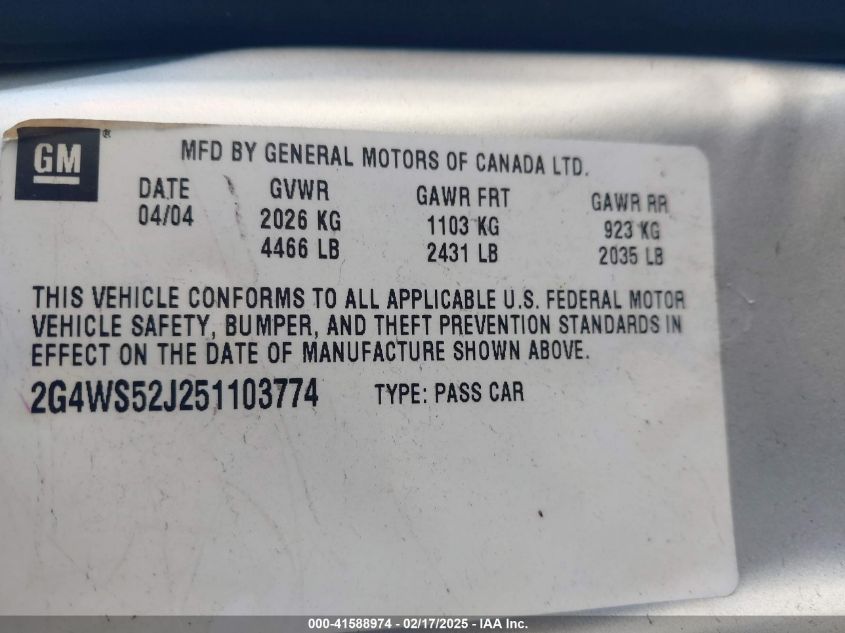 GM ®
MFD BY GENERAL MOTORS OF CANADA LTD.
DATE GVWR GAWR FRT GAWR RR
04/04 2026 KG 1103 KG 923 KG
4466 LB 2431 LB 2035 LB
THIS VEHICLE CONFORMS TO ALL APPLICABLE U.S. FEDERAL MOTOR
VEHICLE SAFETY, BUMPER, AND THEFT PREVENTION STANDARDS IN
EFFECT ON THE DATE OF MANUFACTURE SHOWN ABOVE.
2G4WS52J251103774 TYPE: PASS CAR
000-41588974 - 02/17/2025 - IAA Inc.